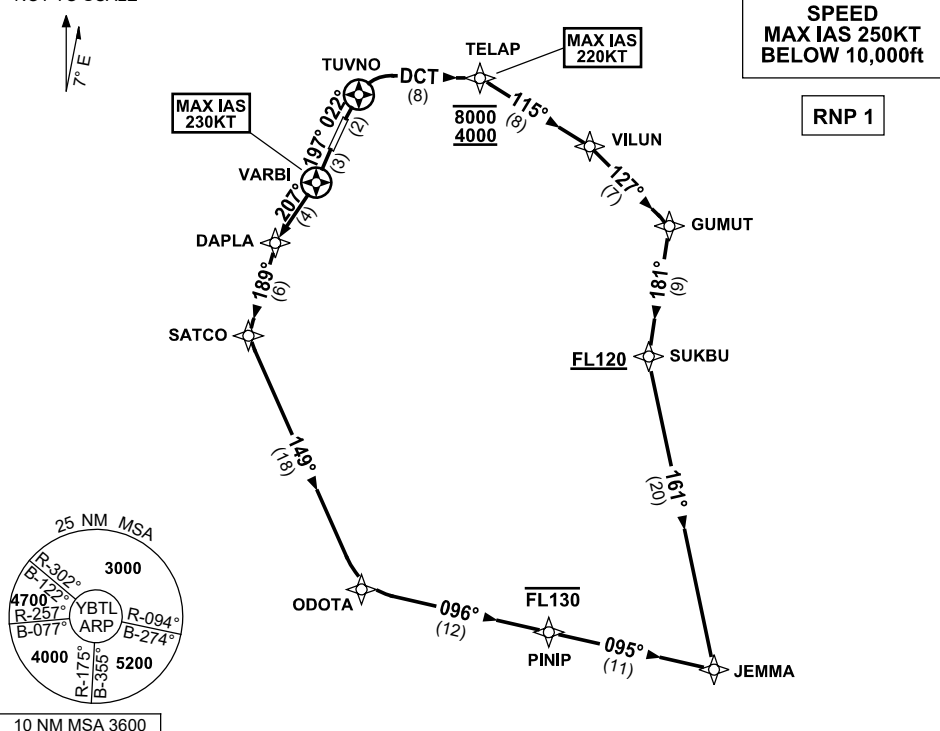 NOT TO SCALE
7° E
SPEED
MAX IAS 250KT
BELOW 10,000ft
RNP 1
TUVNO
DCT
(8)
TELAP
MAX IAS
220KT
8000
4000
115°
(8)
VILUN
127°
(7)
GUMUT
181°
(9)
FL120
SUKBU
161°
(20)
MAX IAS
230KT
197° 022°
(3) (2)
VARBI
207°
(4)
DAPLA
189°
(6)
SATCO
149°
(18)
ODOTA
096°
(12)
FL130
PINIP
095°
(11)
JEMMA
25 NM MSA
3000
R-302°
B-122°
4700
R-257°
B-077°
YBTL
ARP
R-094°
B-274°
4000
R-175°
B-355°
5200
10 NM MSA 3600